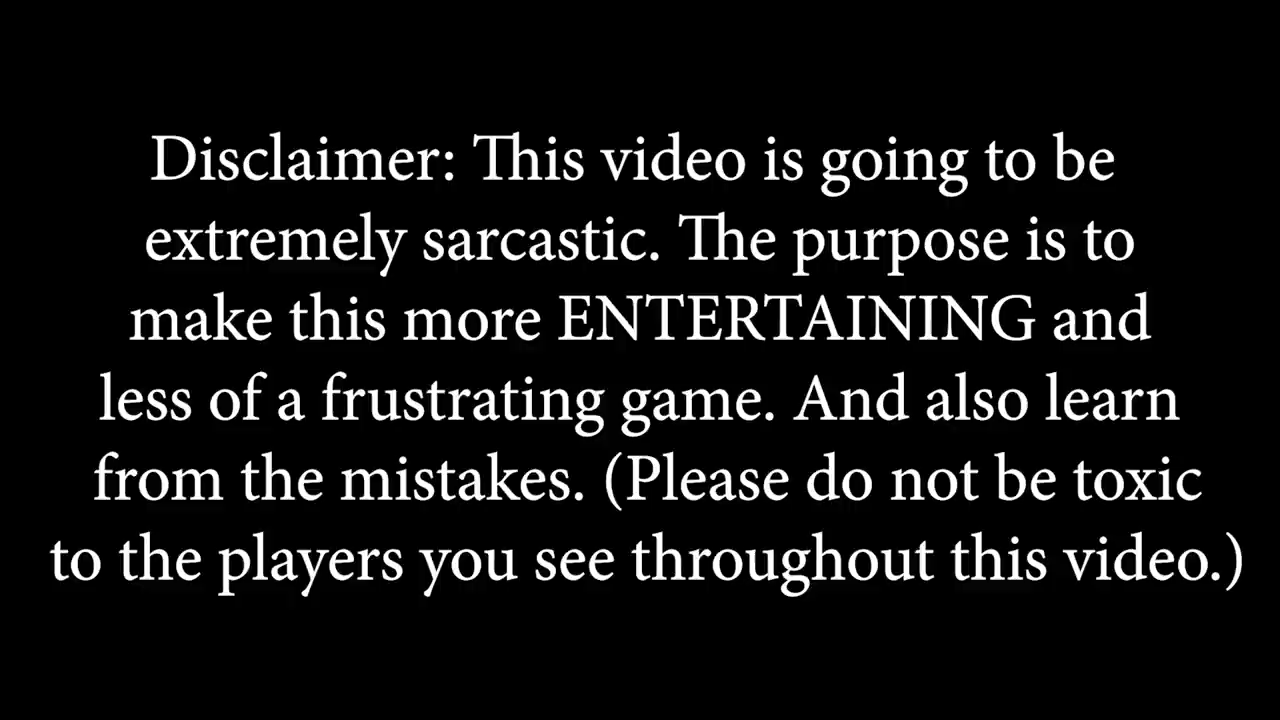 Disclaimer: This video is going to be
extremely sarcastic. The purpose is to
make this more ENTERTAINING and
less of a frustrating game. And also learn
from the mistakes. (Please do not be toxic
to the players you see throughout this video.)